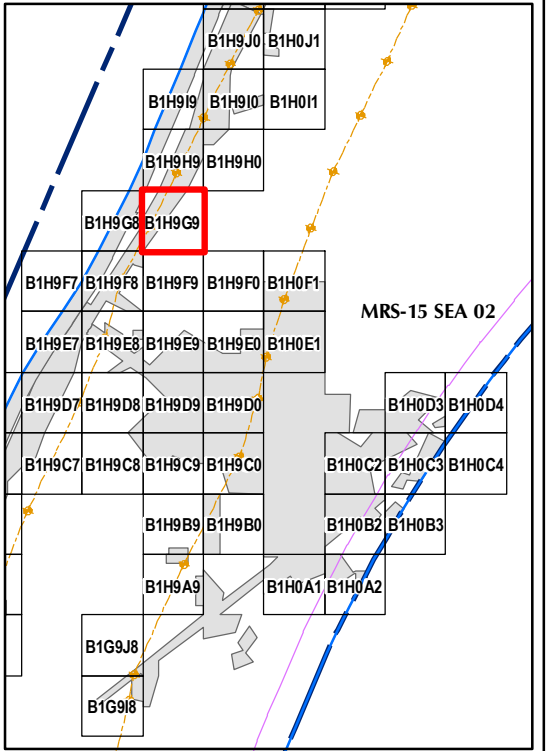 B1H9J0 B1H0J1
B1H9I9 B1H9I0 B1H0I1
B1H9H9 B1H9H0
B1H9G8 B1H9G9
B1H9F7 B1H9F8 B1H9F9 B1H9F0 B1H0F1
MRS-15 SEA 02
B1H9E7 B1H9E8 B1H9E9 B1H9E0 B1H0E1
B1H9D7 B1H9D8 B1H9D9 B1H9D0 B1H0D3 B1H0D4
B1H9C7 B1H9C8 B1H9C9 B1H9C0 B1H0C2 B1H0C3 B1H0C4
B1H9B9 B1H9B0 B1H0B2 B1H0B3
B1H9A9 B1H0A1 B1H0A2
B1G9J8
B1G9I8